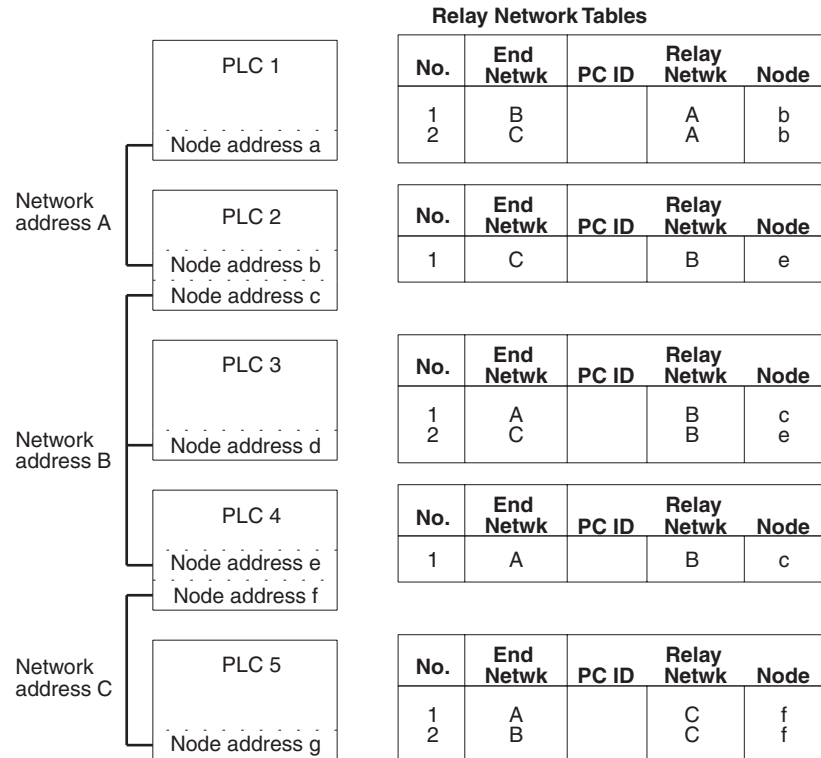 Relay Network Tables
PLC 1
Node address a
No. End Netwk PC ID Relay Netwk Node
1 B A b
2 C A b
Network address A
PLC 2
Node address b
Node address c
No. End Netwk PC ID Relay Netwk Node
1 C B e
PLC 3
Node address d
No. End Netwk PC ID Relay Netwk Node
1 A B c
2 C B e
Network address B
PLC 4
Node address e
Node address f
No. End Netwk PC ID Relay Netwk Node
1 A B c
Network address C
PLC 5
Node address g
No. End Netwk PC ID Relay Netwk Node
1 A C f
2 B C f